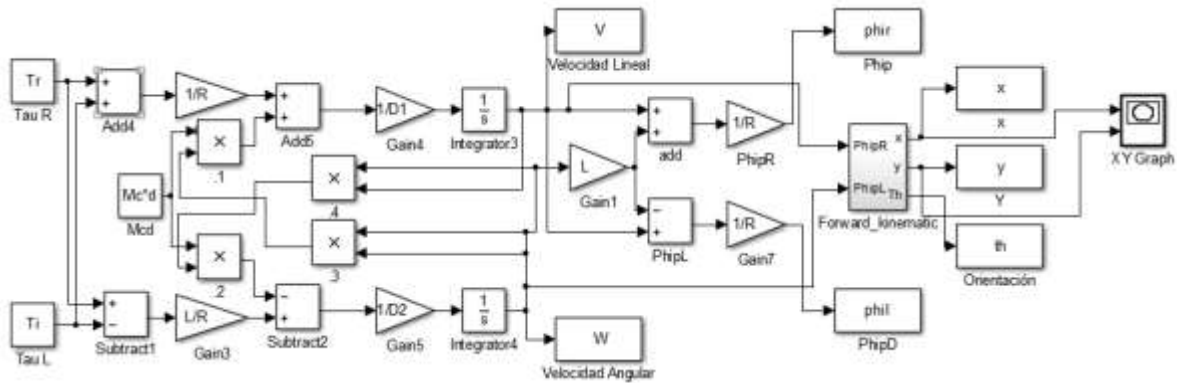 V
Velocidad Lineal
phir
Phip
Tr
Tau R
+
+
Add4
1/R
+
+
Add5
1/D1
Gain4
1
s
Integrator3
+
+
add
1/R
PhipR
x
x
XY Graph
×
.1
Mc*d
Mcd
×
.4
L
Gain1
PhipR
PhipL
x
y
Th
Forward_kinematic
y
Y
×
.2
×
.3
−
+
PhipL
1/R
Gain7
th
Orientación
Ti
Tau L
+
−
Subtract1
L/R
Gain3
−
+
Subtract2
1/D2
Gain5
1
s
Integrator4
W
Velocidad Angular
phil
PhipD